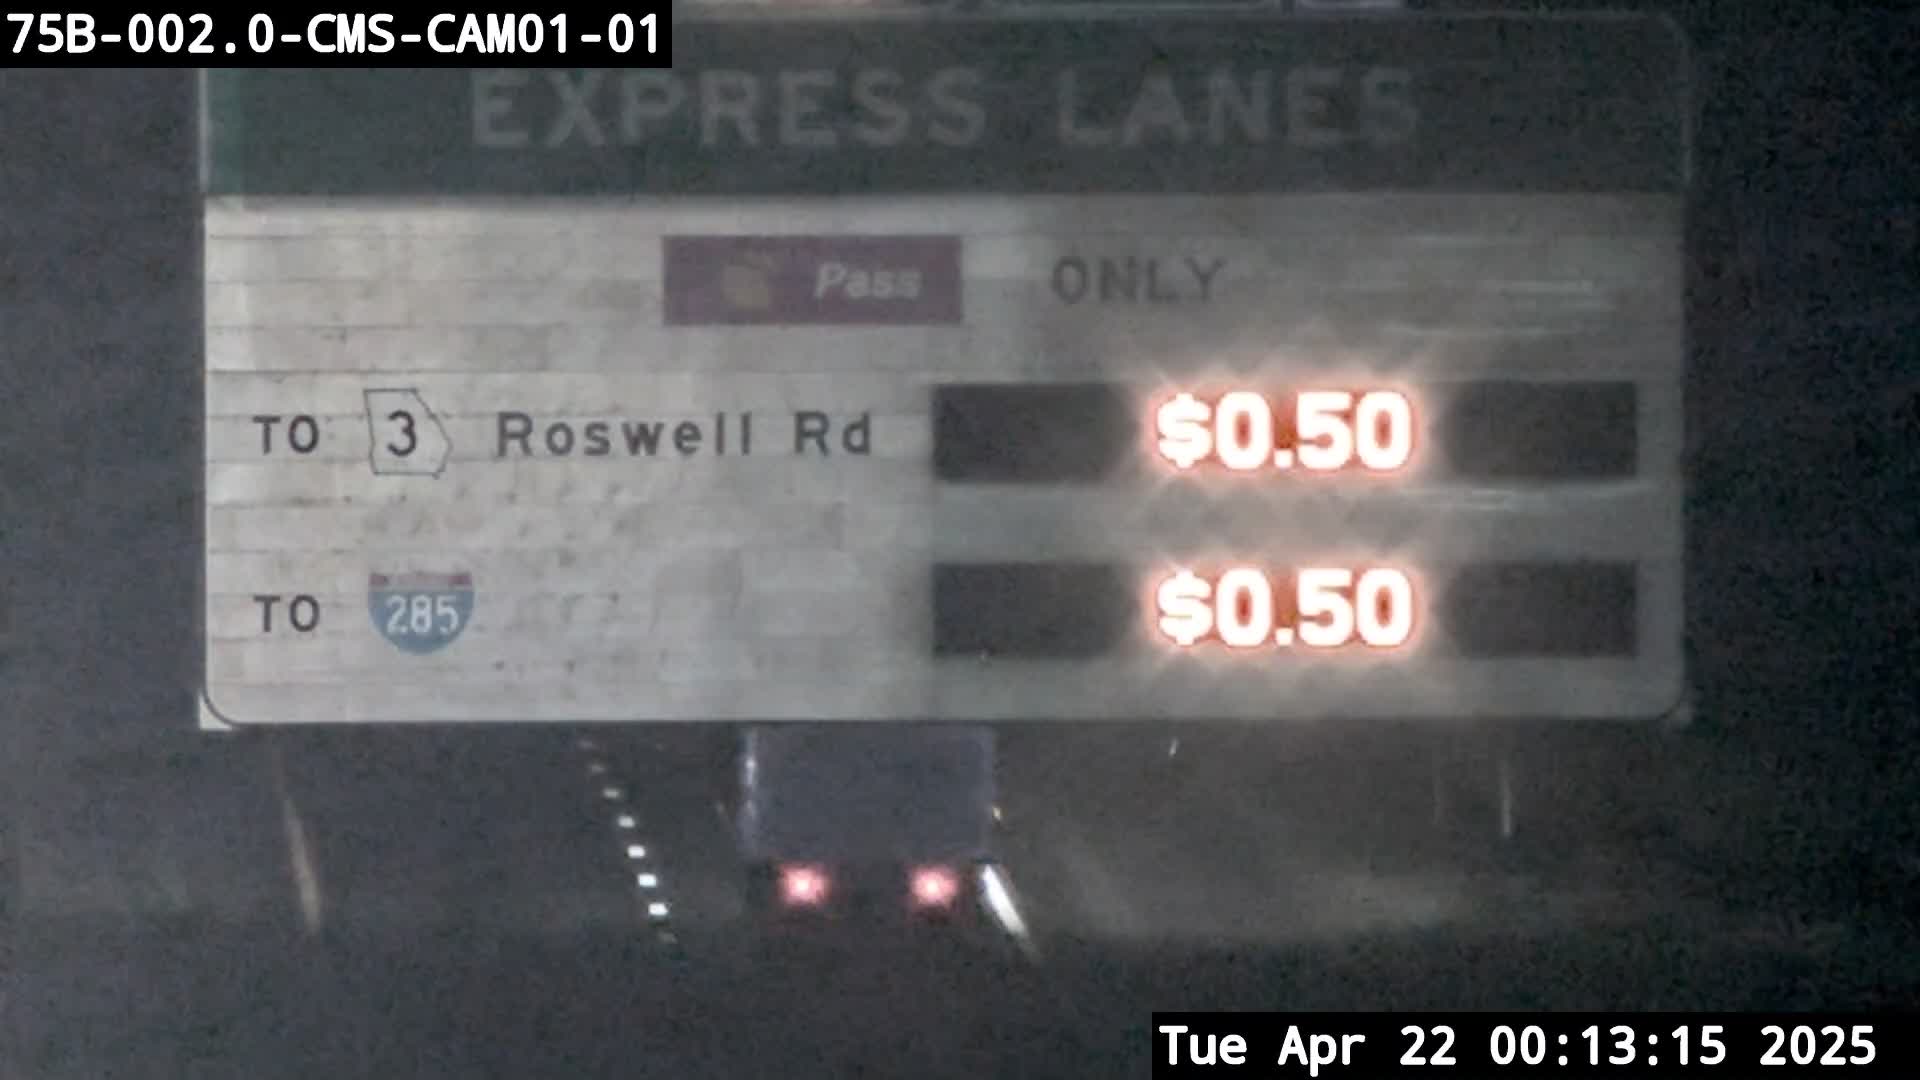 75B-002.0-CMS-CAM01-01
EXPRESS LANES
Pass ONLY
TO 3 Roswell Rd $0.50
TO 285 $0.50
Tue Apr 22 00:13:15 2025